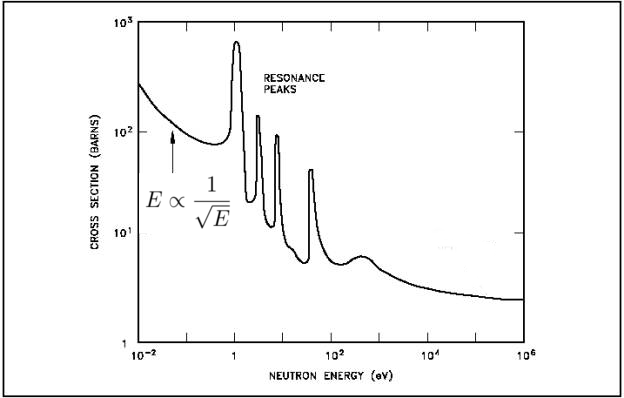 10³
RESONANCE
PEAKS
10²
CROSS SECTION (BARNS)
E ∝ 1/√E
10¹
1
10⁻² 1 10² 10⁴ 10⁶
NEUTRON ENERGY (eV)